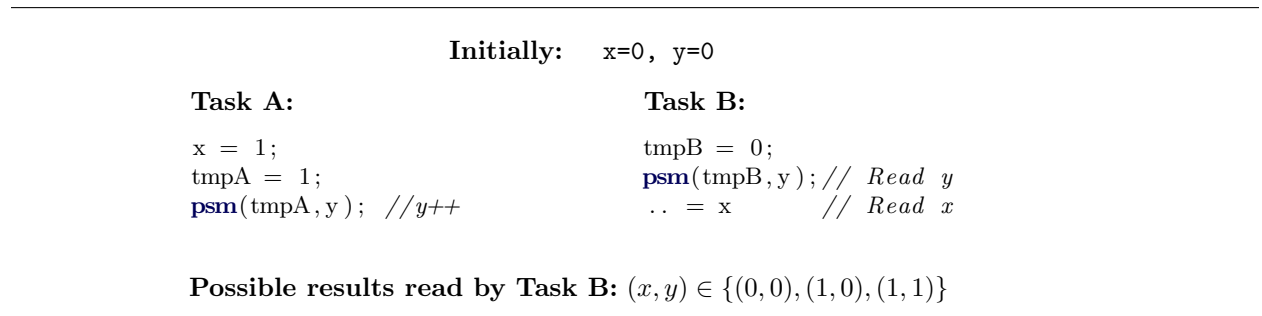 Initially: x=0, y=0
Task A:
x = 1;
tmpA = 1;
psm(tmpA,y); //y++
Task B:
tmpB = 0;
psm(tmpB,y);// Read y
.. = x // Read x
Possible results read by Task B: (x, y) ∈ {(0, 0), (1, 0), (1, 1)}